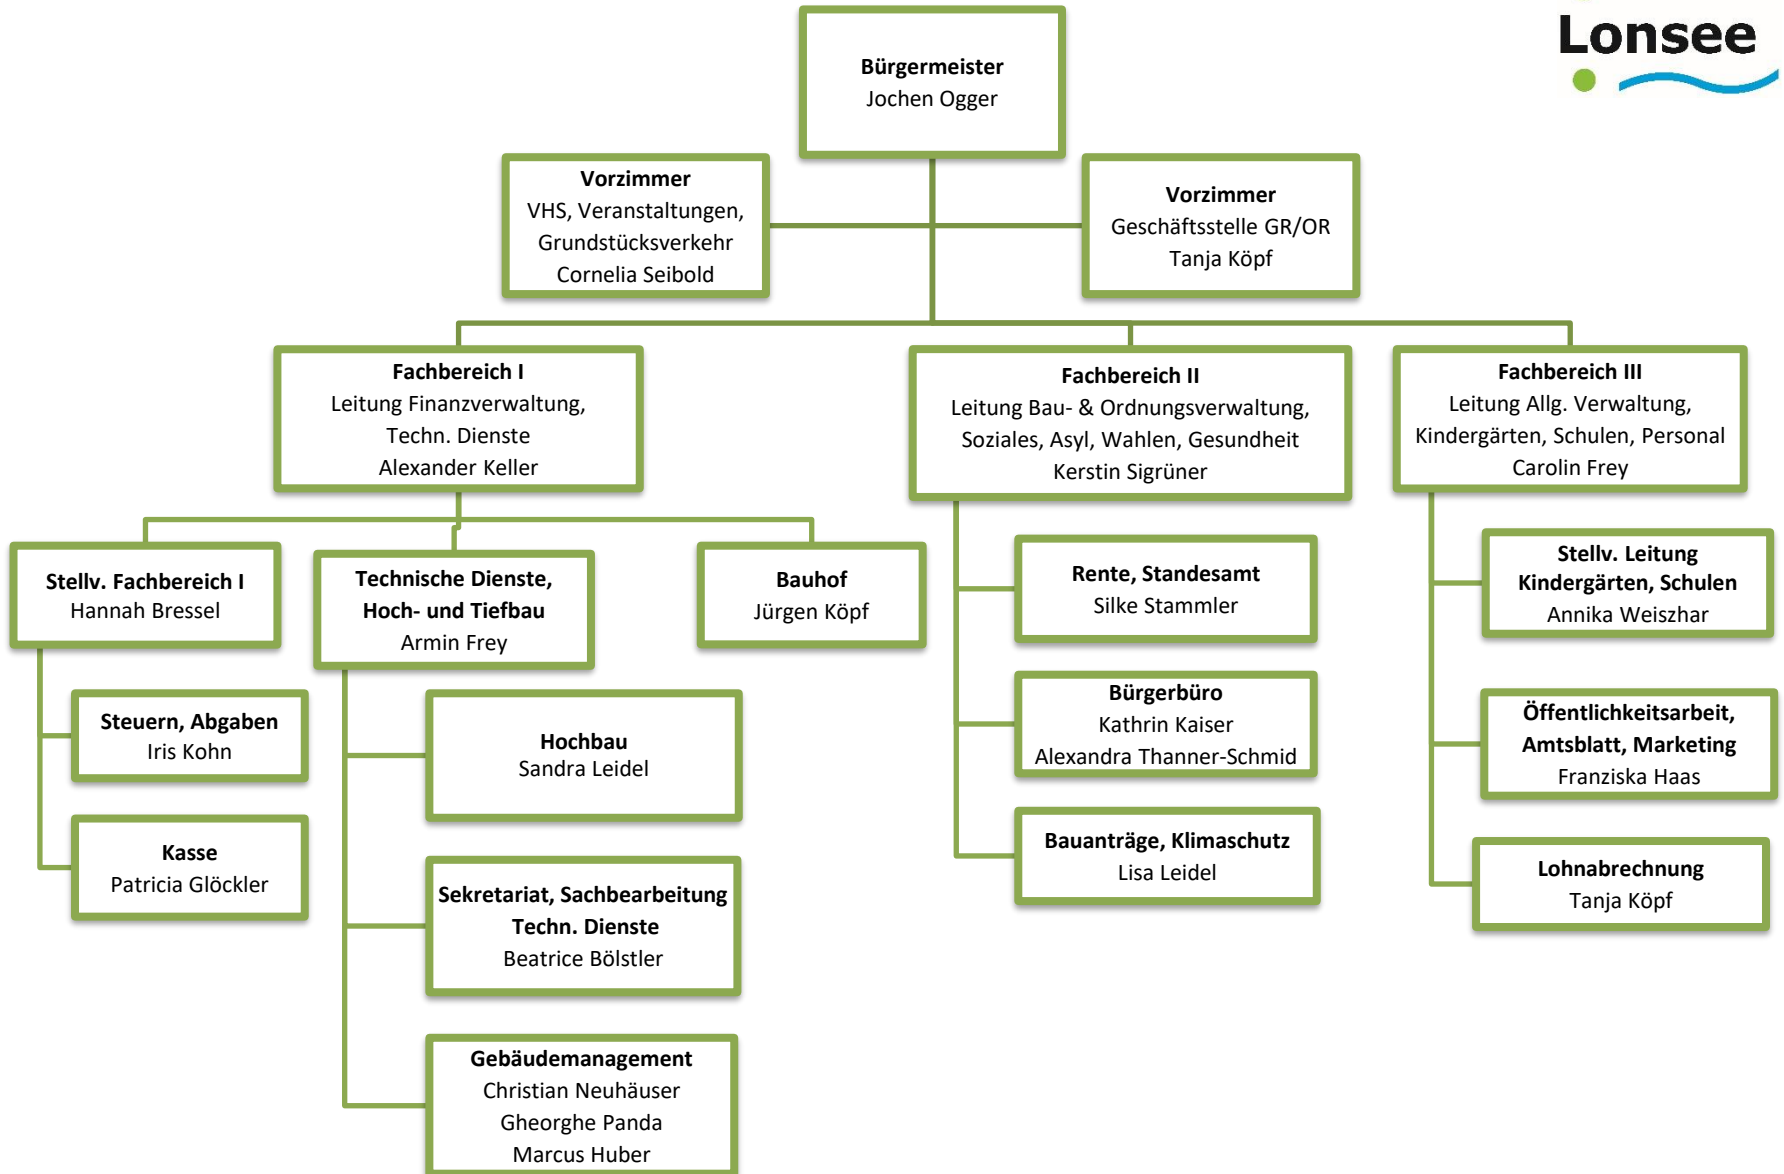 Lonsee
Bürgermeister
Jochen Ogger
Vorzimmer
VHS, Veranstaltungen,
Grundstücksverkehr
Cornelia Seibold
Vorzimmer
Geschäftsstelle GR/OR
Tanja Köpf
Fachbereich I
Leitung Finanzverwaltung,
Techn. Dienste
Alexander Keller
Fachbereich II
Leitung Bau- & Ordnungsverwaltung,
Soziales, Asyl, Wahlen, Gesundheit
Kerstin Sigrüner
Fachbereich III
Leitung Allg. Verwaltung,
Kindergärten, Schulen, Personal
Carolin Frey
Stellv. Fachbereich I
Hannah Bressel
Technische Dienste,
Hoch- und Tiefbau
Armin Frey
Bauhof
Jürgen Köpf
Steuern, Abgaben
Iris Kohn
Kasse
Patricia Glöckler
Hochbau
Sandra Leidel
Sekretariat, Sachbearbeitung
Techn. Dienste
Beatrice Bölstler
Gebäudemanagement
Christian Neuhäuser
Gheorghe Panda
Marcus Huber
Rente, Standesamt
Silke Stammler
Bürgerbüro
Kathrin Kaiser
Alexandra Thanner-Schmid
Bauanträge, Klimaschutz
Lisa Leidel
Stellv. Leitung
Kindergärten, Schulen
Annika Weiszhar
Öffentlichkeitsarbeit,
Amtsblatt, Marketing
Franziska Haas
Lohnabrechnung
Tanja Köpf